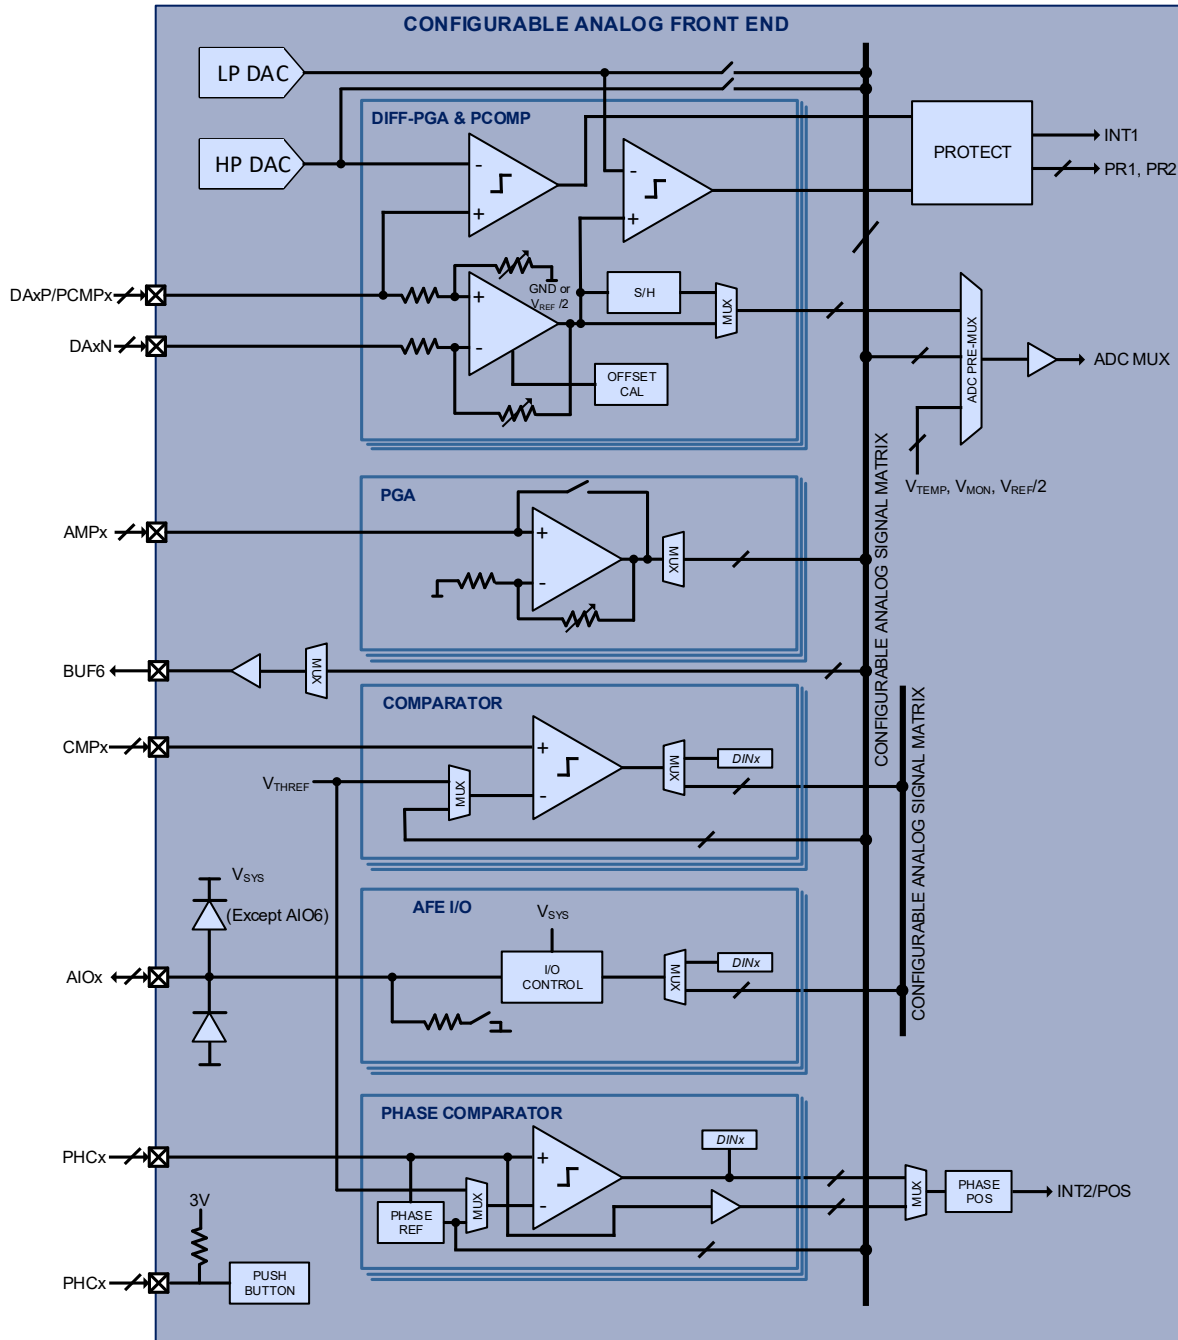 CONFIGURABLE ANALOG FRONT END
LP DAC
HP DAC
DIFF-PGA & PCOMP
-
+
-
+
PROTECT
INT1
PR1, PR2
DAxP/PCMPx
DAxN
+
-
GND or
VREF /2
S/H
MUX
OFFSET
CAL
ADC PRE-MUX
ADC MUX
VTEMP, VMON, VREF/2
CONFIGURABLE ANALOG SIGNAL MATRIX
PGA
AMPx
+
-
MUX
BUF6
MUX
COMPARATOR
CMPx
VTHREF
MUX
+
-
MUX
DINx
CONFIGURABLE ANALOG SIGNAL MATRIX
VSYS
(Except AIO6)
AFE I/O
VSYS
AIOx
I/O
CONTROL
MUX
DINx
PHASE COMPARATOR
PHCx
+
-
MUX
PHASE
REF
DINx
MUX
PHASE
POS
INT2/POS
3V
PHCx
PUSH
BUTTON